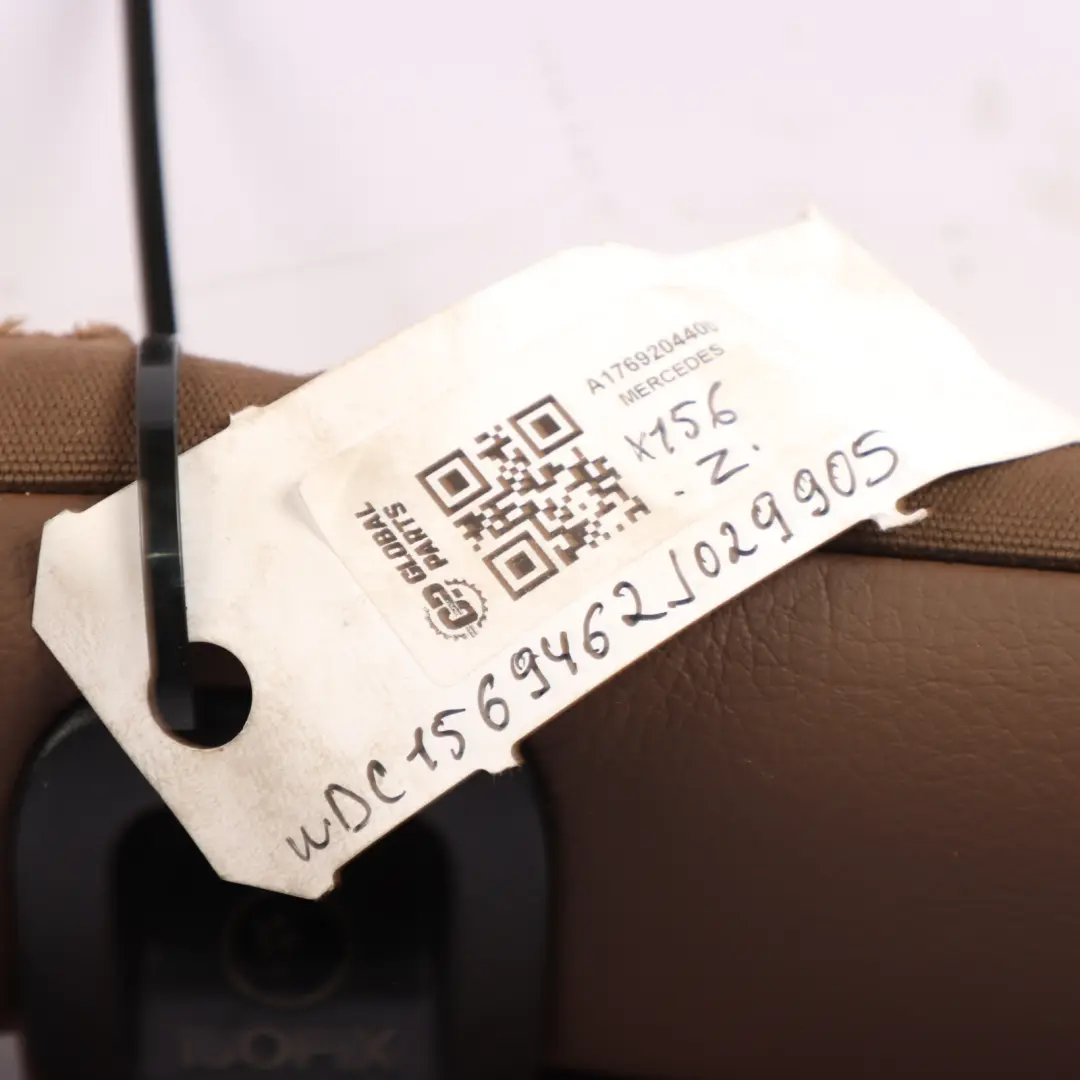 A1769204400
MERCEDES
X156
. Z.
GLOBAL
PARTS
WDC1569462J029905
ISOFIX